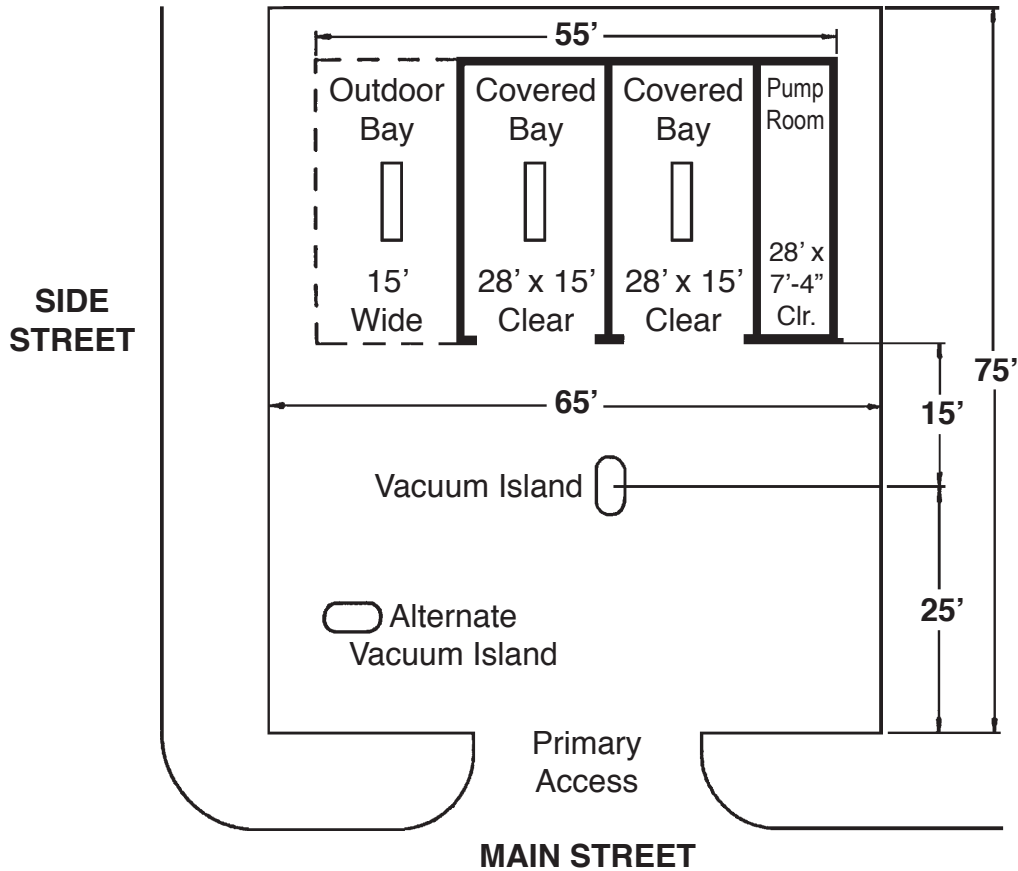 55’
Outdoor
Bay
Covered
Bay
Covered
Bay
Pump
Room
15’
Wide
28’ x 15’
Clear
28’ x 15’
Clear
28’ x
7’-4”
Clr.
SIDE
STREET
75’
65’
15’
Vacuum Island
25’
Alternate
Vacuum Island
Primary
Access
MAIN STREET